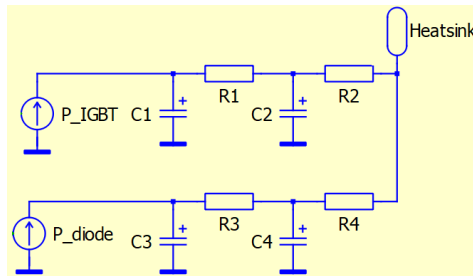 Heatsink
R1
R2
P_IGBT
C1
C2
R3
R4
P_diode
C3
C4